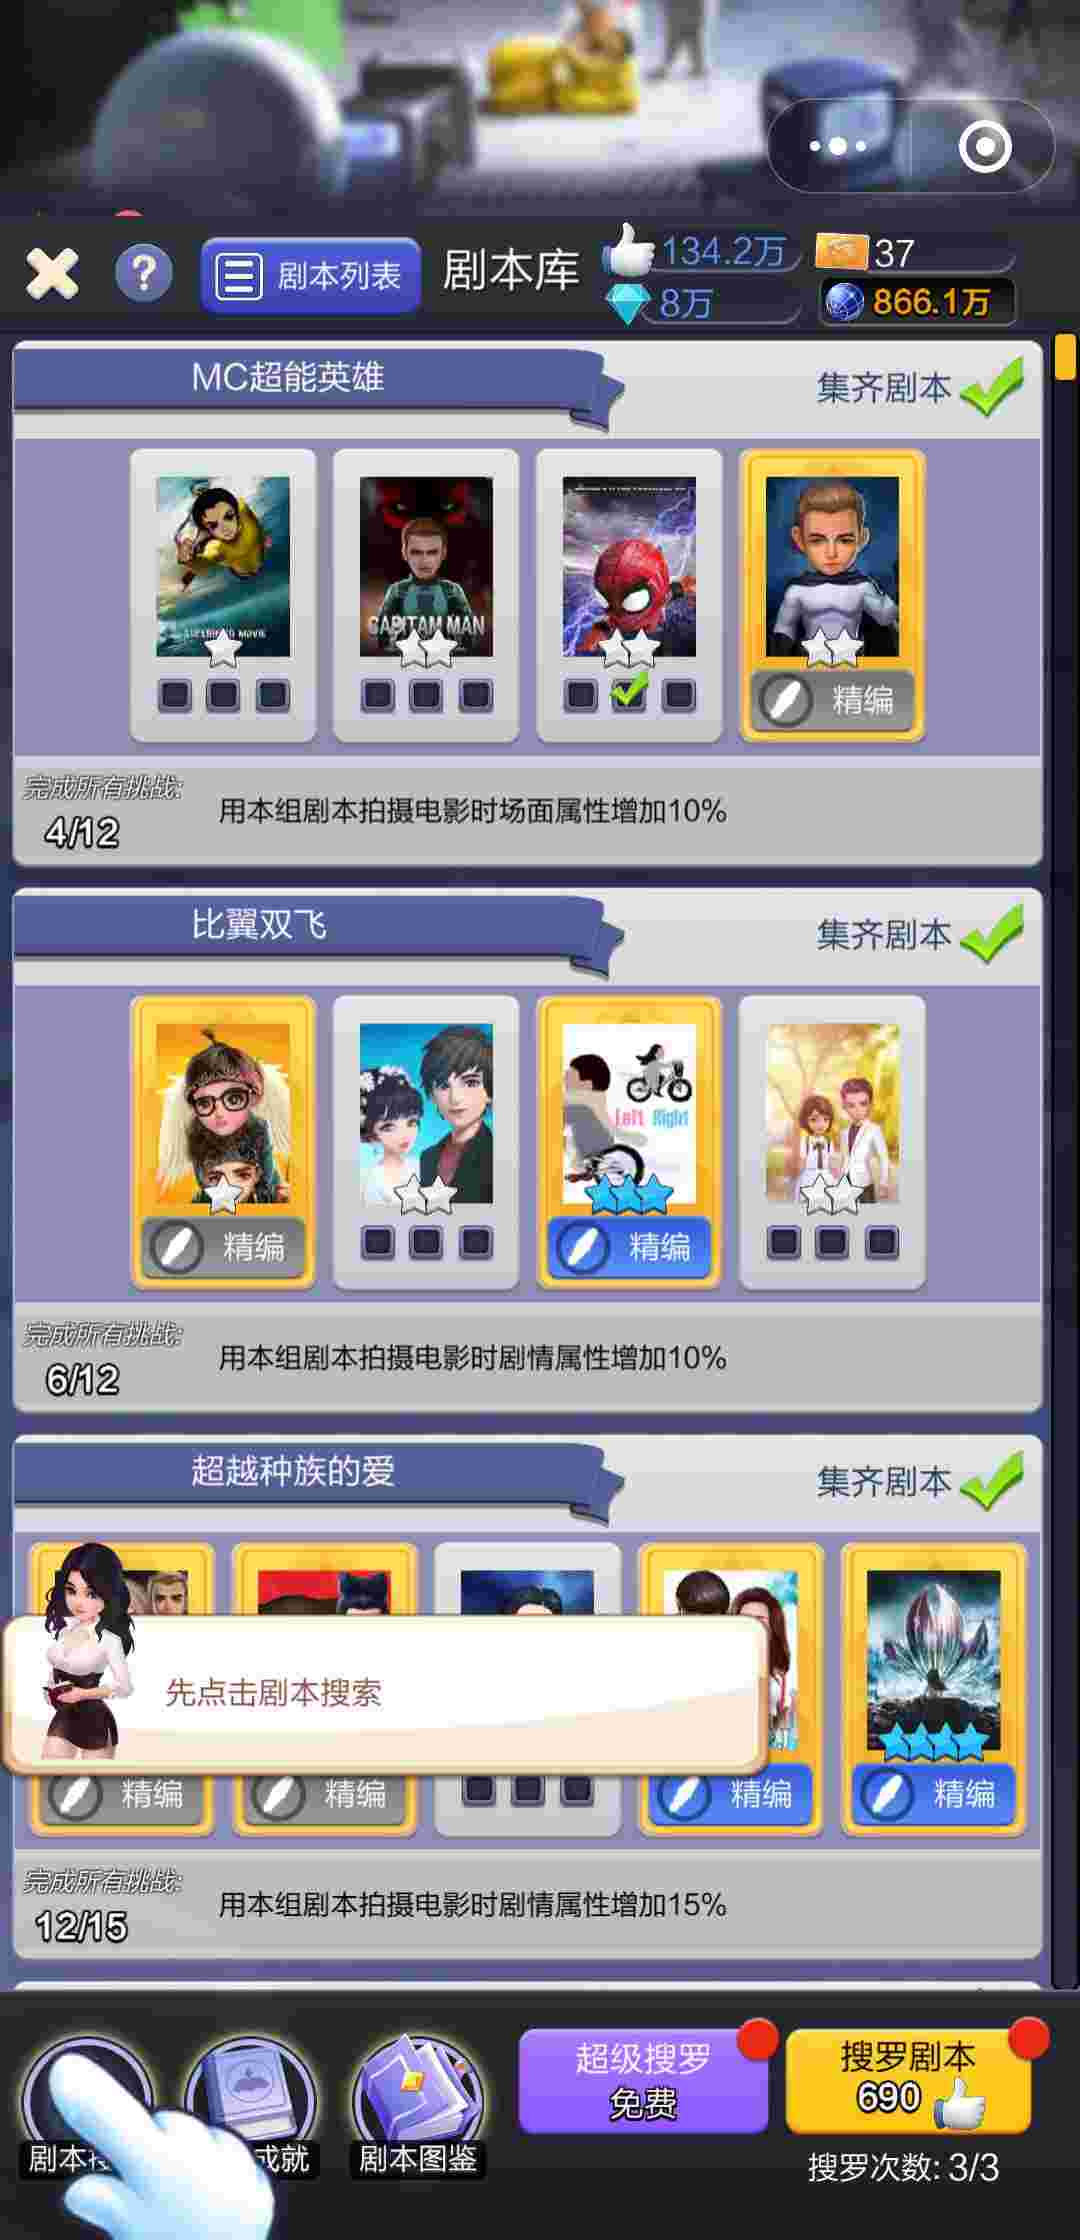 剧本列表
剧本库
134.2万
37
8万
866.1万
MC超能英雄
集齐剧本
CAPITAM MAN
精编
完成所有挑战:
4/12
用本组剧本拍摄电影时场面属性增加10%
比翼双飞
集齐剧本
Left Right
精编
精编
完成所有挑战:
6/12
用本组剧本拍摄电影时剧情属性增加10%
超越种族的爱
集齐剧本
先点击剧本搜索
精编
精编
精编
精编
完成所有挑战:
12/15
用本组剧本拍摄电影时剧情属性增加15%
剧本
成就
剧本图鉴
超级搜罗
免费
搜罗剧本
690
搜罗次数: 3/3